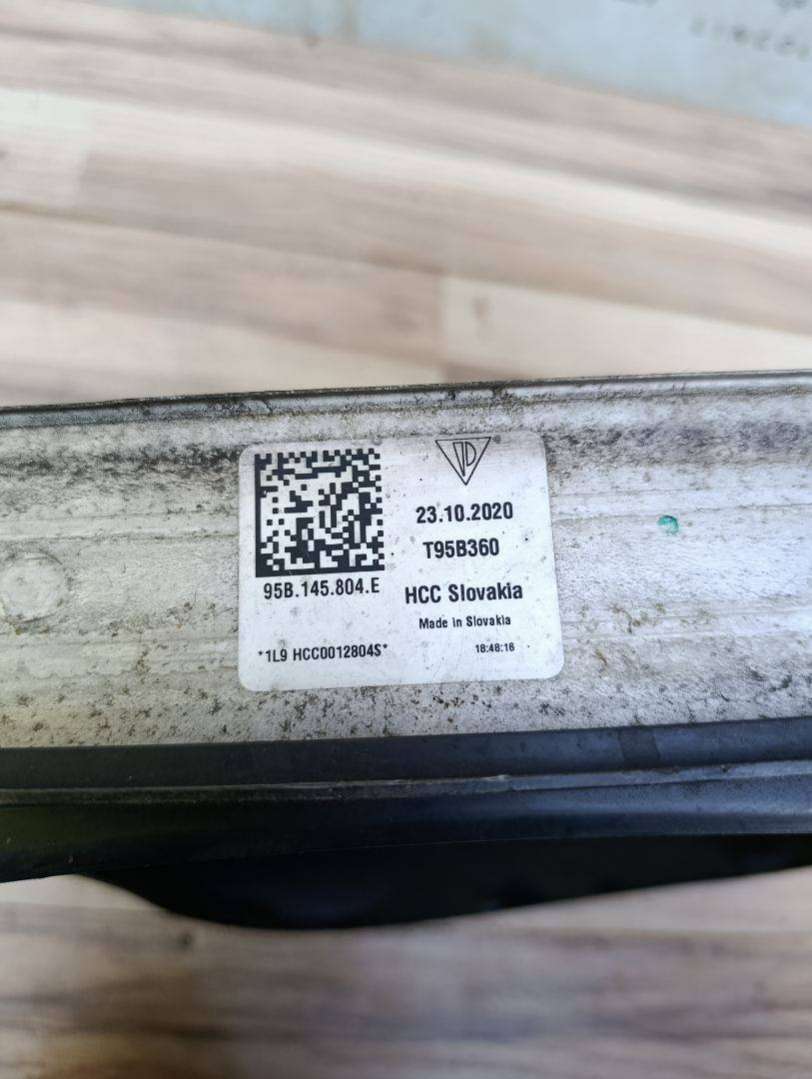 23.10.2020
T95B360
95B.145.804.E
HCC Slovakia
Made in Slovakia
*1L9 HCC0012804S*
18:48:16